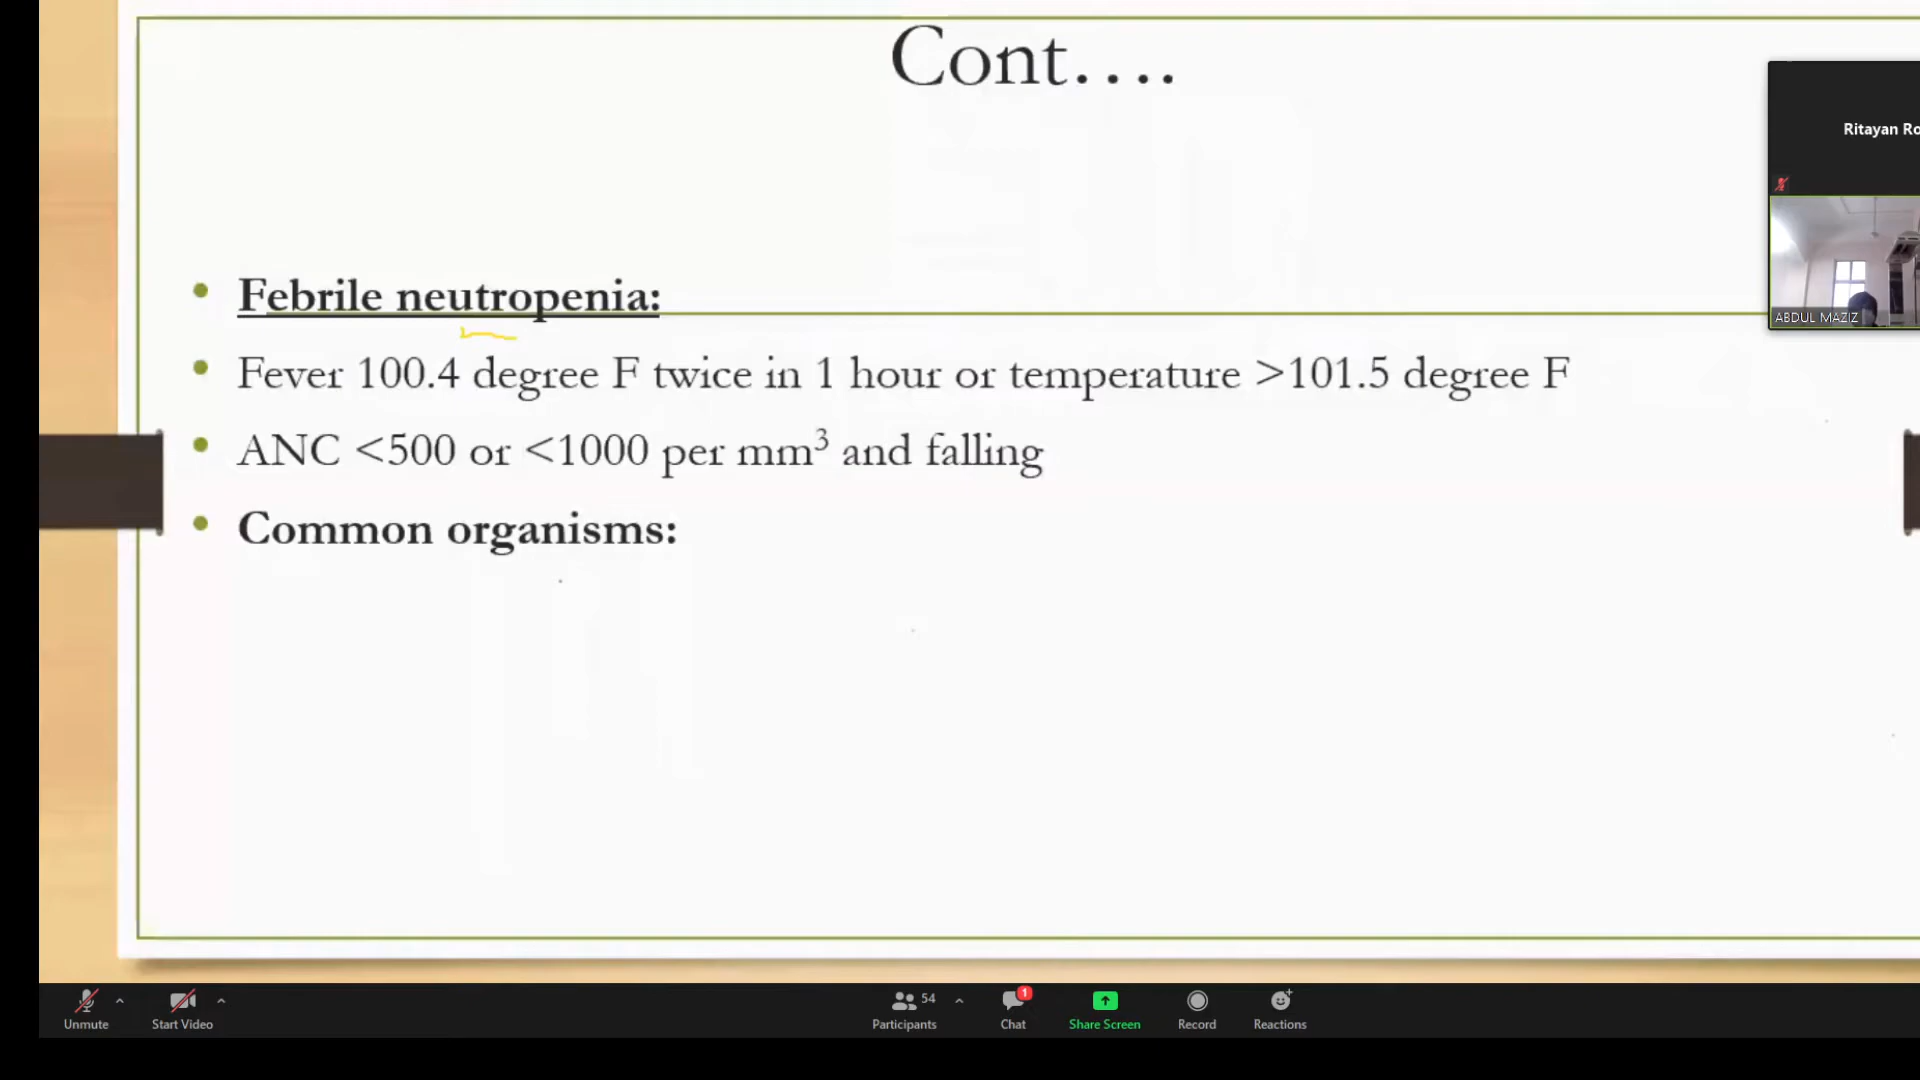 Cont….
Ritayan Ro
Febrile neutropenia:
ABDUL MAZIZ
Fever 100.4 degree F twice in 1 hour or temperature >101.5 degree F
ANC <500 or <1000 per mm³ and falling
Common organisms:
54
1
Unmute
Start Video
Participants
Chat
Share Screen
Record
Reactions